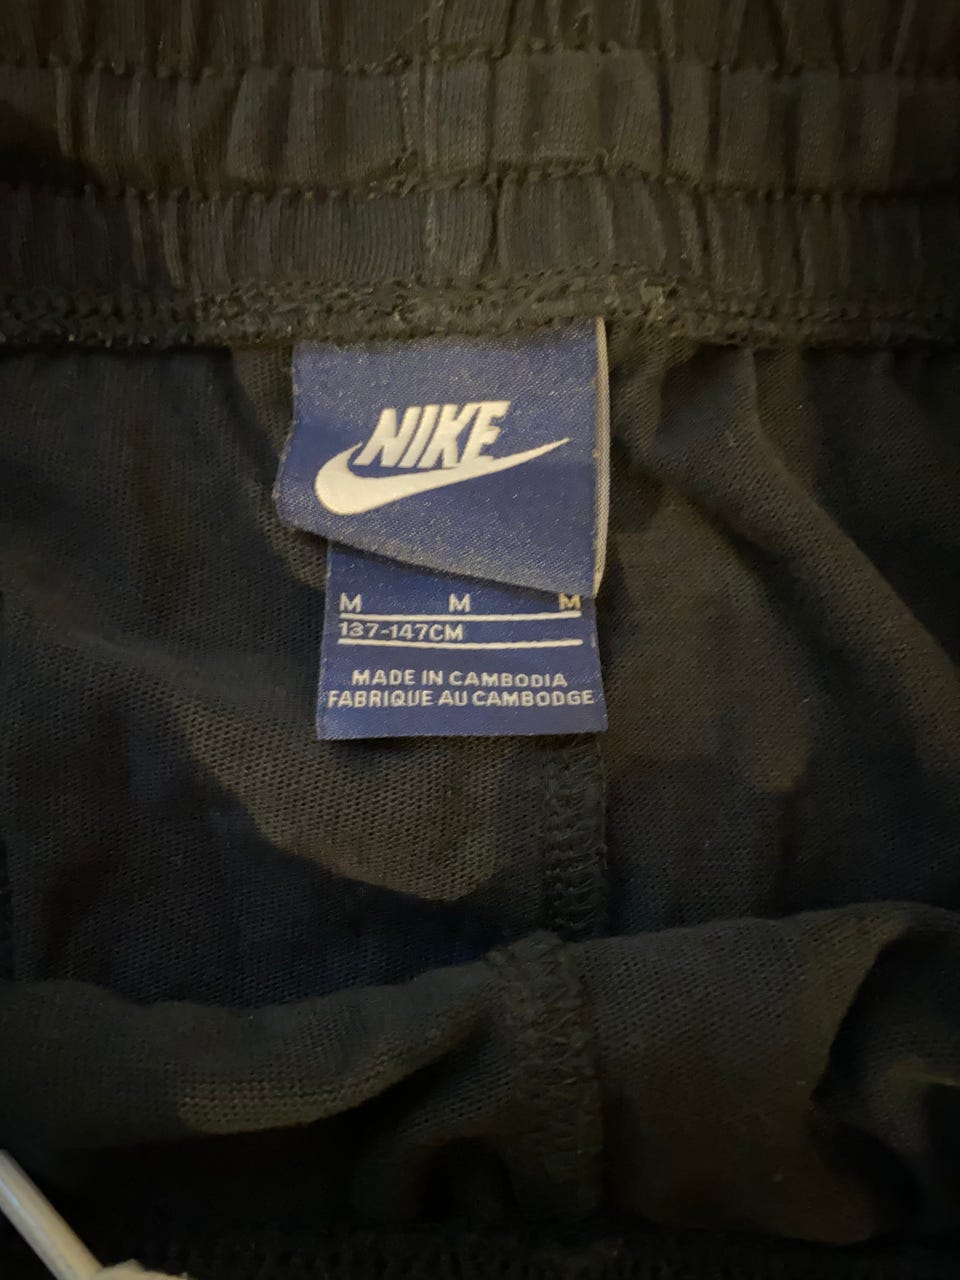 NIKE
M M M
137-147CM
MADE IN CAMBODIA
FABRIQUE AU CAMBODGE